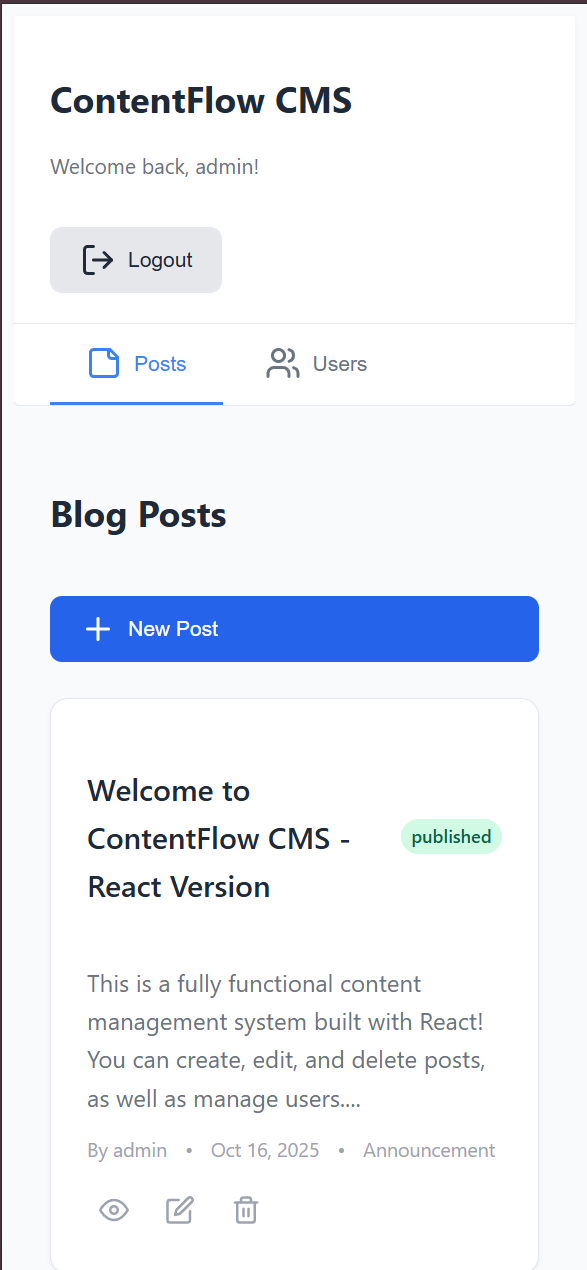 ContentFlow CMS
Welcome back, admin!
Logout
Posts Users
Blog Posts
New Post
Welcome to
ContentFlow CMS -
React Version
published
This is a fully functional content
management system built with React!
You can create, edit, and delete posts,
as well as manage users....
By admin • Oct 16, 2025 • Announcement